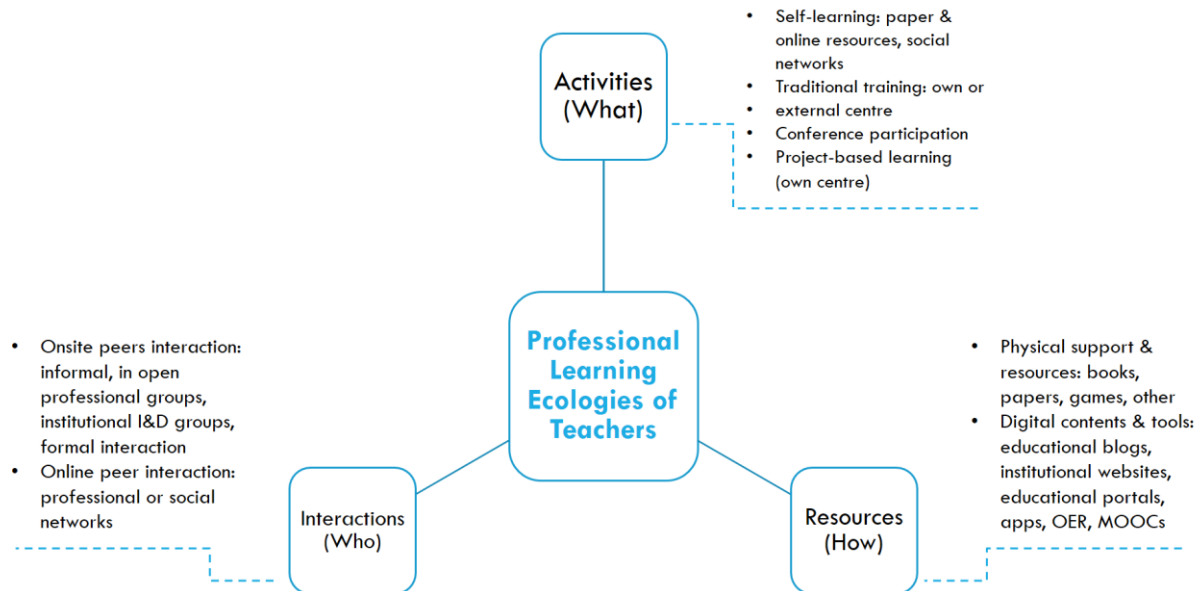 Activities
(What)
• Self-learning: paper &
online resources, social
networks
• Traditional training: own or
• external centre
• Conference participation
• Project-based learning
(own centre)
Professional
Learning
Ecologies of
Teachers
• Onsite peers interaction:
informal, in open
professional groups,
institutional I&D groups,
formal interaction
• Online peer interaction:
professional or social
networks
Interactions
(Who)
Resources
(How)
• Physical support &
resources: books,
papers, games, other
• Digital contents & tools:
educational blogs,
institutional websites,
educational portals,
apps, OER, MOOCs